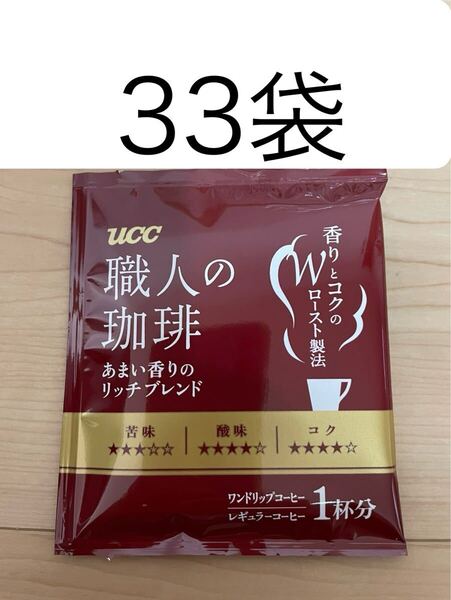 33袋
UCC
職人の
珈琲
あまい香りの
リッチブレンド
香りとコクの
W
ロースト製法
苦味
★★★☆☆
酸味
★★★★☆
コク
★★★★☆
ワンドリップコーヒー
レギュラーコーヒー
1杯分